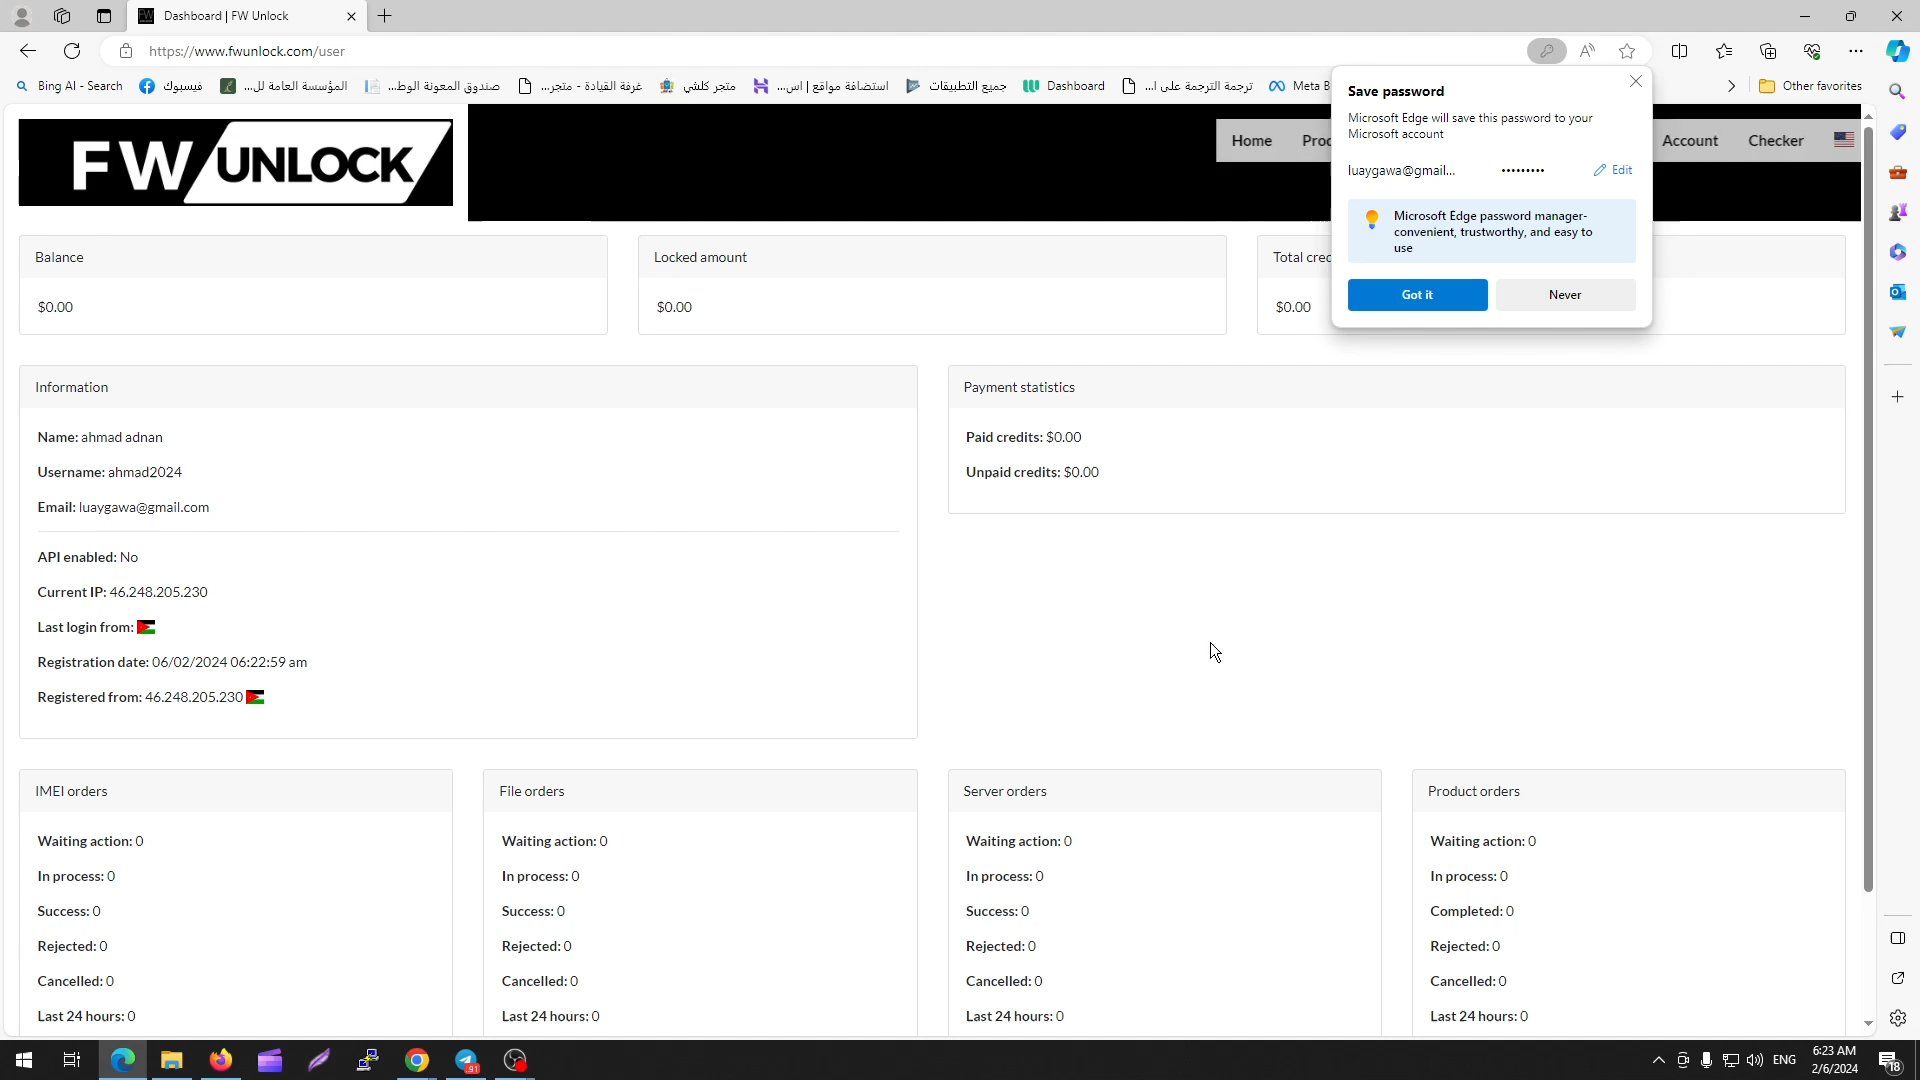 Dashboard | FW Unlock
https://www.fwunlock.com/user
Bing AI - Search
فيسبوك
المؤسسة العامة لل...
صندوق المعونة الوط...
غرفة القيادة - متجر...
متجر كلشي
استضافة مواقع | اس...
جميع التطبيقات
Dashboard
ترجمة الترجمة على ا...
Meta B
Other favorites
FW UNLOCK
Home
Proc
Account
Checker
Save password
Microsoft Edge will save this password to your
Microsoft account
luaygawa@gmail...
•••••••••
Edit
Microsoft Edge password manager-
convenient, trustworthy, and easy to
use
Got it
Never
Balance
$0.00
Locked amount
$0.00
Total cred
$0.00
Information
Name: ahmad adnan
Username: ahmad2024
Email: luaygawa@gmail.com
API enabled: No
Current IP: 46.248.205.230
Last login from:
Registration date: 06/02/2024 06:22:59 am
Registered from: 46.248.205.230
Payment statistics
Paid credits: $0.00
Unpaid credits: $0.00
IMEI orders
Waiting action: 0
In process: 0
Success: 0
Rejected: 0
Cancelled: 0
Last 24 hours: 0
File orders
Waiting action: 0
In process: 0
Success: 0
Rejected: 0
Cancelled: 0
Last 24 hours: 0
Server orders
Waiting action: 0
In process: 0
Success: 0
Rejected: 0
Cancelled: 0
Last 24 hours: 0
Product orders
Waiting action: 0
In process: 0
Completed: 0
Rejected: 0
Cancelled: 0
Last 24 hours: 0
91
ENG
6:23 AM
2/6/2024
18